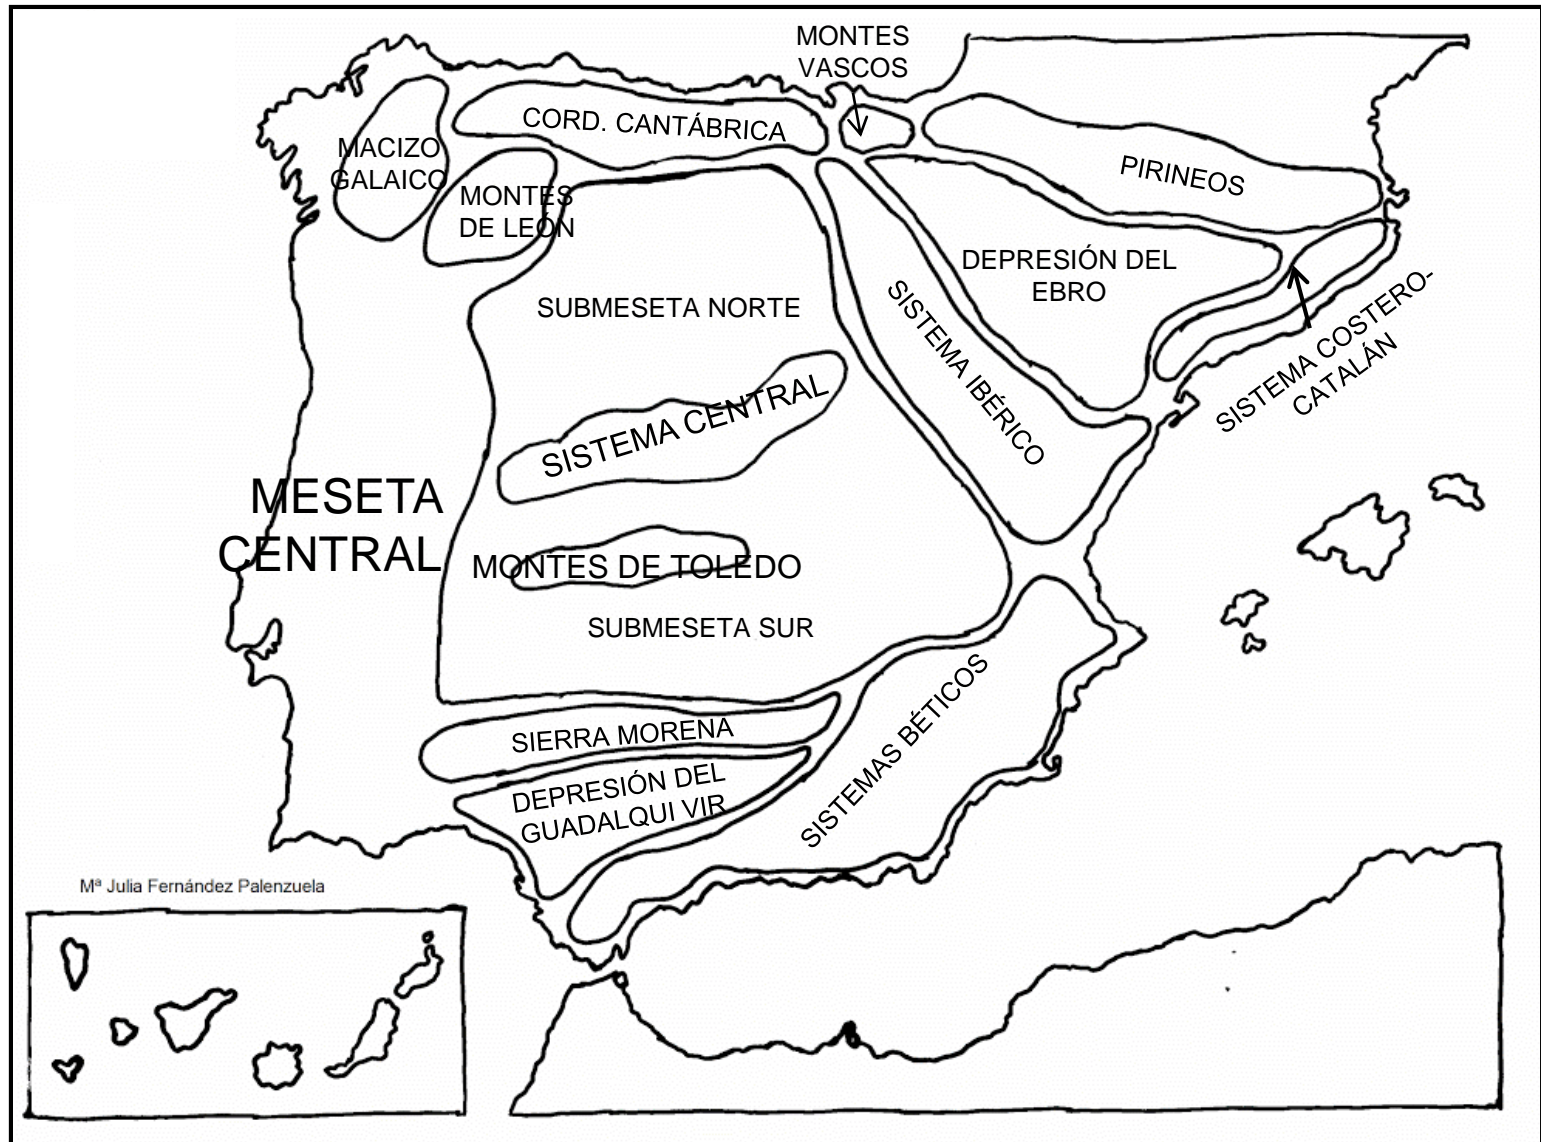 MONTES
VASCOS
CORD. CANTÁBRICA
MACIZO
GALAICO
MONTES
DE LEÓN
PIRINEOS
DEPRESIÓN DEL
EBRO
SUBMESETA NORTE
SISTEMA IBÉRICO
SISTEMA COSTERO-
CATALÁN
SISTEMA CENTRAL
MESETA
CENTRAL
MONTES DE TOLEDO
SUBMESETA SUR
SIERRA MORENA
SISTEMAS BÉTICOS
DEPRESIÓN DEL
GUADALQUI VIR
Mª Julia Fernández Palenzuela